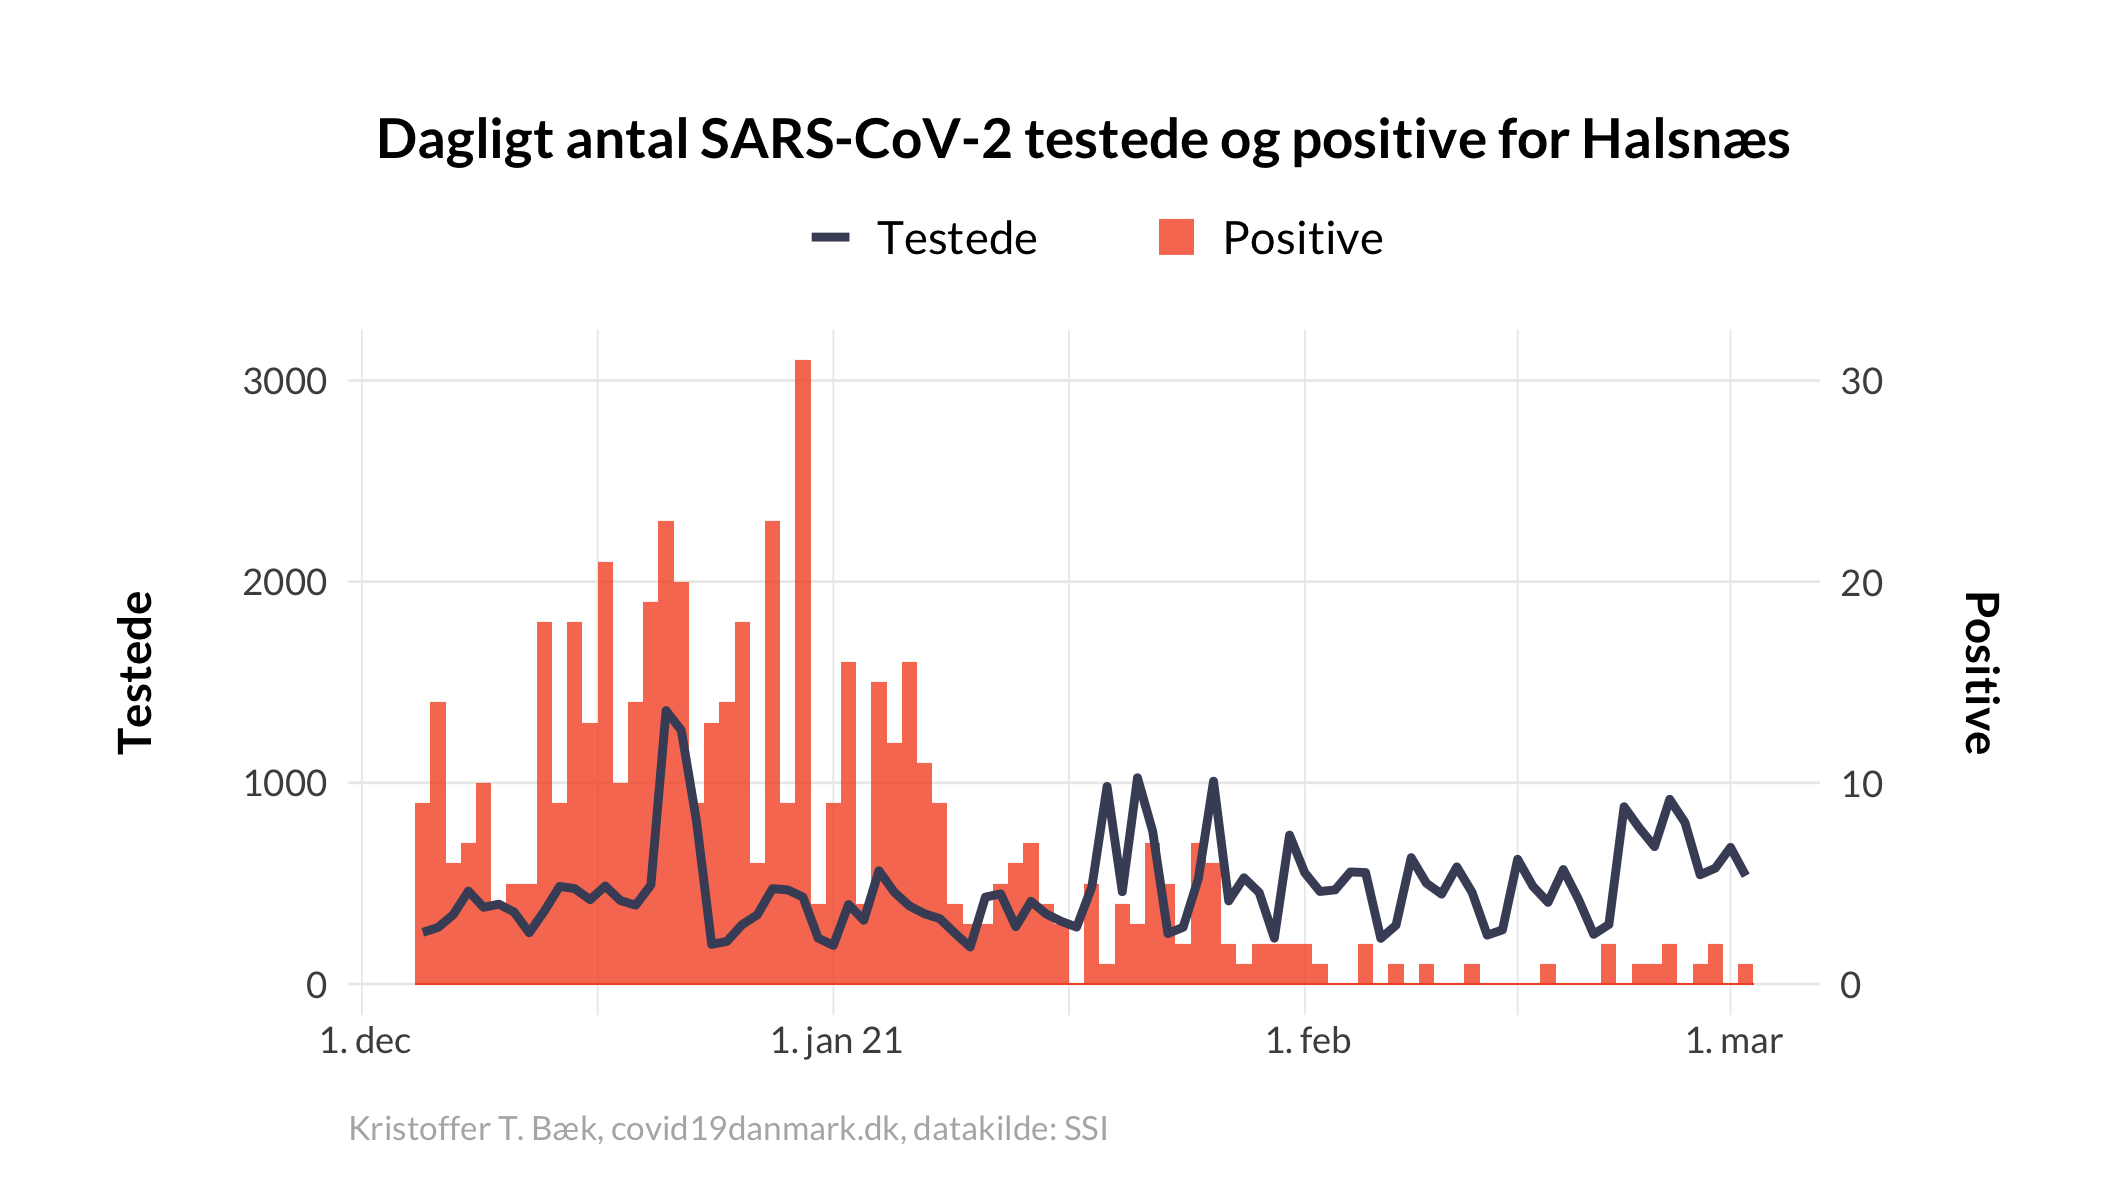 Dagligt antal SARS-CoV-2 testede og positive for Halsnæs
Testede
Positive
3000
2000
1000
0
30
20
10
0
Testede
Positive
1. dec
1. jan 21
1. feb
1. mar
Kristoffer T. Bæk, covid19danmark.dk, datakilde: SSI